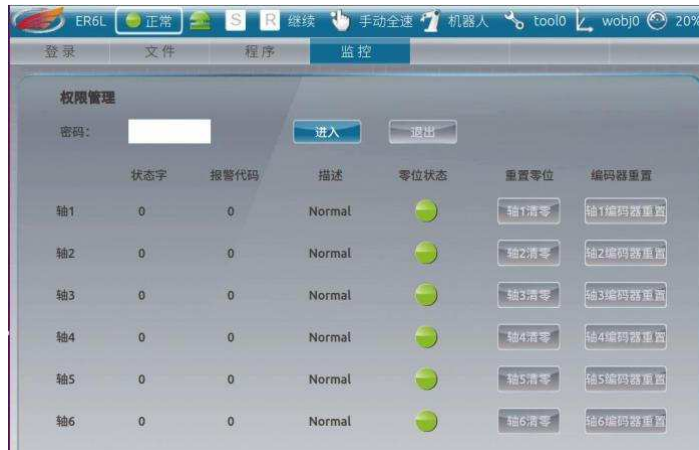 ER6L 正常 S R 继续 手动全速 机器人 tool0 wobj0 20%
登录 文件 程序 监控
权限管理
密码: 进入 退出
状态字 报警代码 描述 零位状态 重置零位 编码器重置
轴1 0 0 Normal 轴1清零 轴1编码器重置
轴2 0 0 Normal 轴2清零 轴2编码器重置
轴3 0 0 Normal 轴3清零 轴3编码器重置
轴4 0 0 Normal 轴4清零 轴4编码器重置
轴5 0 0 Normal 轴5清零 轴5编码器重置
轴6 0 0 Normal 轴6清零 轴6编码器重置